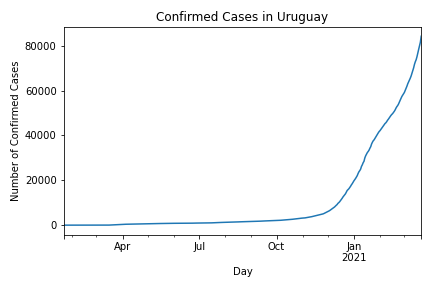 Confirmed Cases in Uruguay
Number of Confirmed Cases
80000
60000
40000
20000
0
Apr
Jul
Oct
Jan
2021
Day